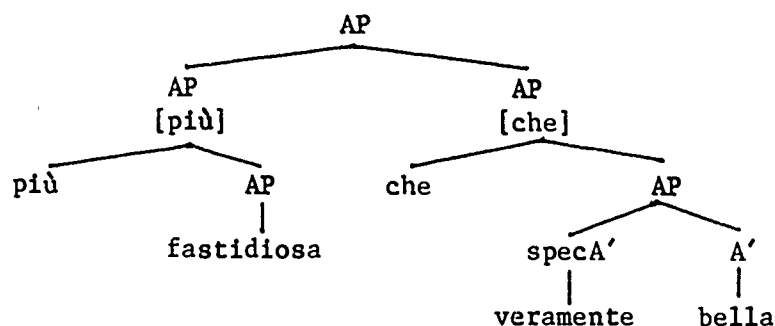 AP
AP AP
[più] [che]
più AP che AP
fastidiosa specA' A'
veramente bella